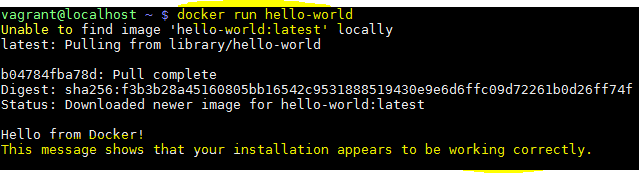 vagrant@localhost ~ $ docker run hello-world
Unable to find image 'hello-world:latest' locally
latest: Pulling from library/hello-world
b04784fba78d: Pull complete
Digest: sha256:f3b3b28a45160805bb16542c9531888519430e9e6d6ffc09d72261b0d26ff74f
Status: Downloaded newer image for hello-world:latest
Hello from Docker!
This message shows that your installation appears to be working correctly.